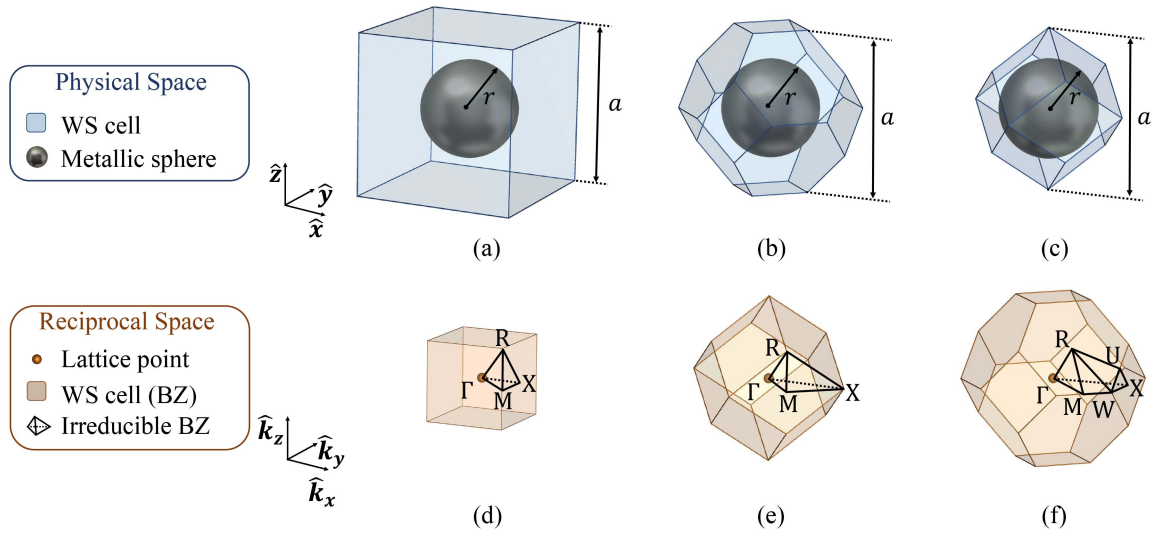 Physical Space
WS cell
Metallic sphere
ẑ
ŷ
x̂
r
a
(a)
r
a
(b)
r
a
(c)
Reciprocal Space
Lattice point
WS cell (BZ)
Irreducible BZ
k̂z
k̂y
k̂x
R
Γ
X
M
(d)
R
Γ
M
X
(e)
R
U
Γ
X
M
W
(f)